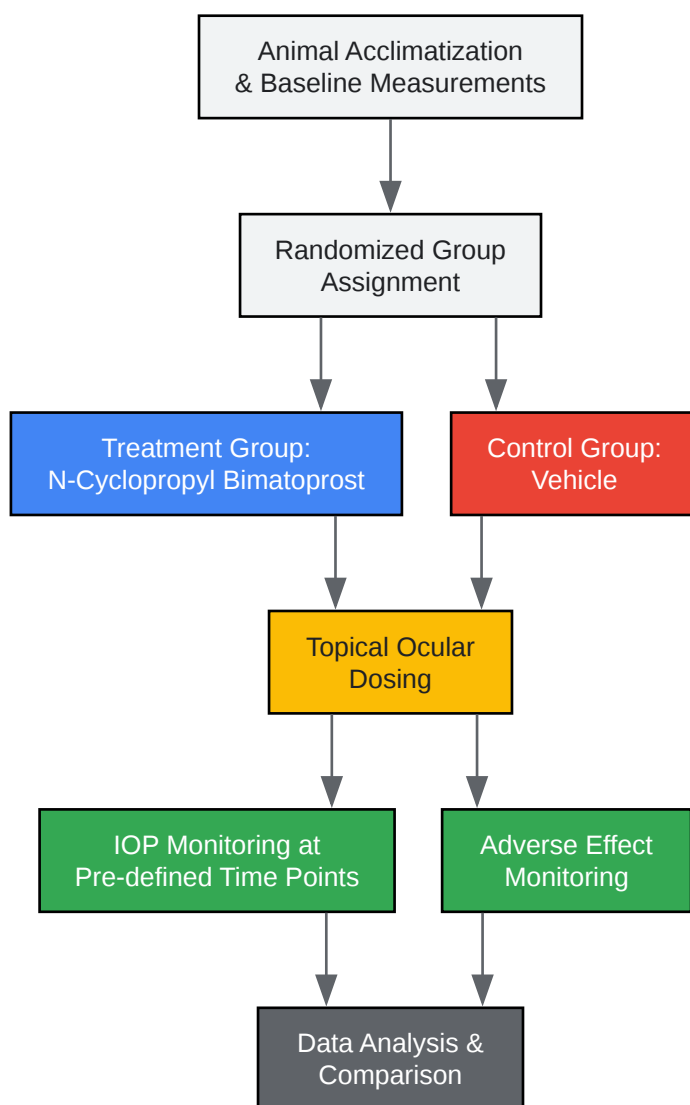 Animal Acclimatization
& Baseline Measurements
Randomized Group
Assignment
Treatment Group:
N-Cyclopropyl Bimatoprost
Control Group:
Vehicle
Topical Ocular
Dosing
IOP Monitoring at
Pre-defined Time Points
Adverse Effect
Monitoring
Data Analysis &
Comparison